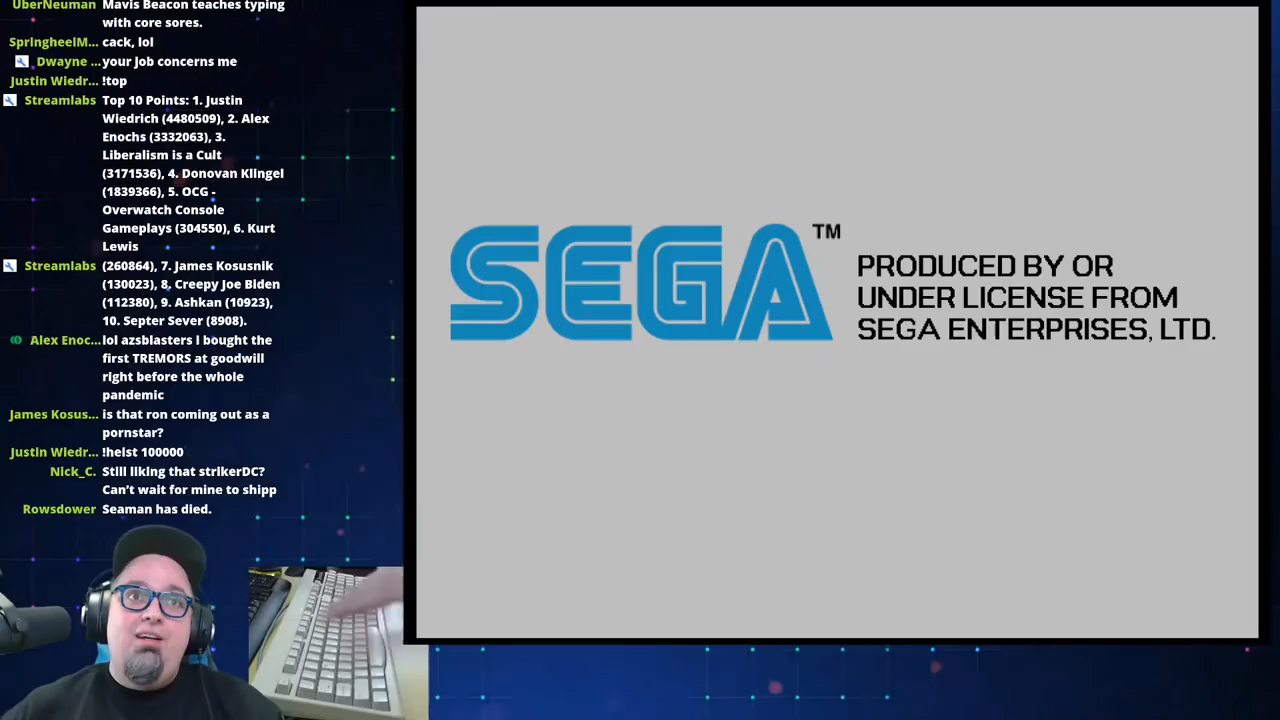 UberNeuman Mavis Beacon teaches typing
with core sores.
SpringheelM... cack, lol
Dwayne ... your job concerns me
Justin Wiedr... !top
Streamlabs Top 10 Points: 1. Justin
Wiedrich (4480509), 2. Alex
Enochs (3332063), 3.
Liberalism is a Cult
(3171536), 4. Donovan Klingel
(1839366), 5. OCG -
Overwatch Console
Gameplays (304550), 6. Kurt
Lewis
Streamlabs (260864), 7. James Kosusnik
(130023), 8. Creepy Joe Biden
(112380), 9. Ashkan (10923),
10. Septer Sever (8908).
Alex Enoc... lol azsblasters I bought the
first TREMORS at goodwill
right before the whole
pandemic
James Kosus... is that ron coming out as a
pornstar?
Justin Wiedr... !heist 100000
Nick_C. Still liking that strikerDC?
Can't wait for mine to shipp
Rowsdower Seaman has died.
SEGA™
PRODUCED BY OR
UNDER LICENSE FROM
SEGA ENTERPRISES, LTD.